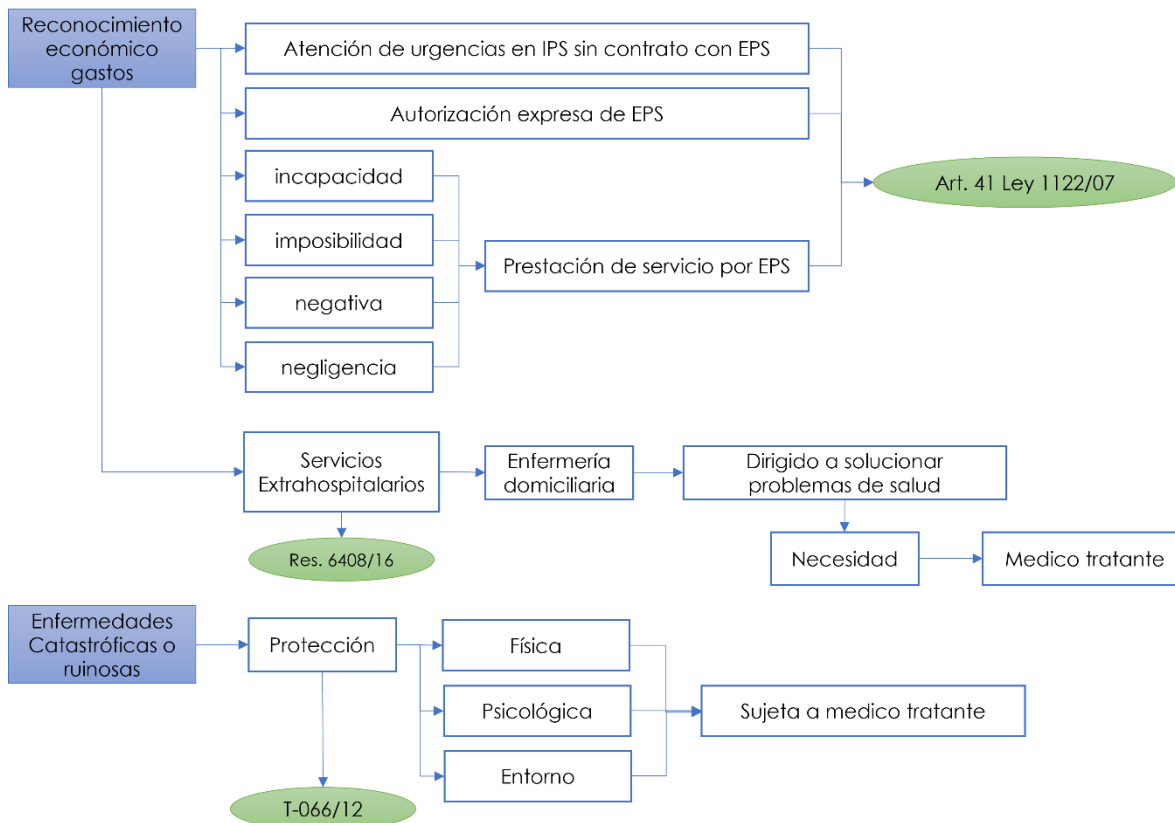 Reconocimiento
económico
gastos
Atención de urgencias en IPS sin contrato con EPS
Autorización expresa de EPS
incapacidad
imposibilidad
negativa
negligencia
Prestación de servicio por EPS
Art. 41 Ley 1122/07
Servicios
Extrahospitalarios
Enfermería
domiciliaria
Dirigido a solucionar
problemas de salud
Res. 6408/16
Necesidad
Medico tratante
Enfermedades
Catastróficas o
ruinosas
Protección
Física
Psicológica
Entorno
Sujeta a medico tratante
T-066/12